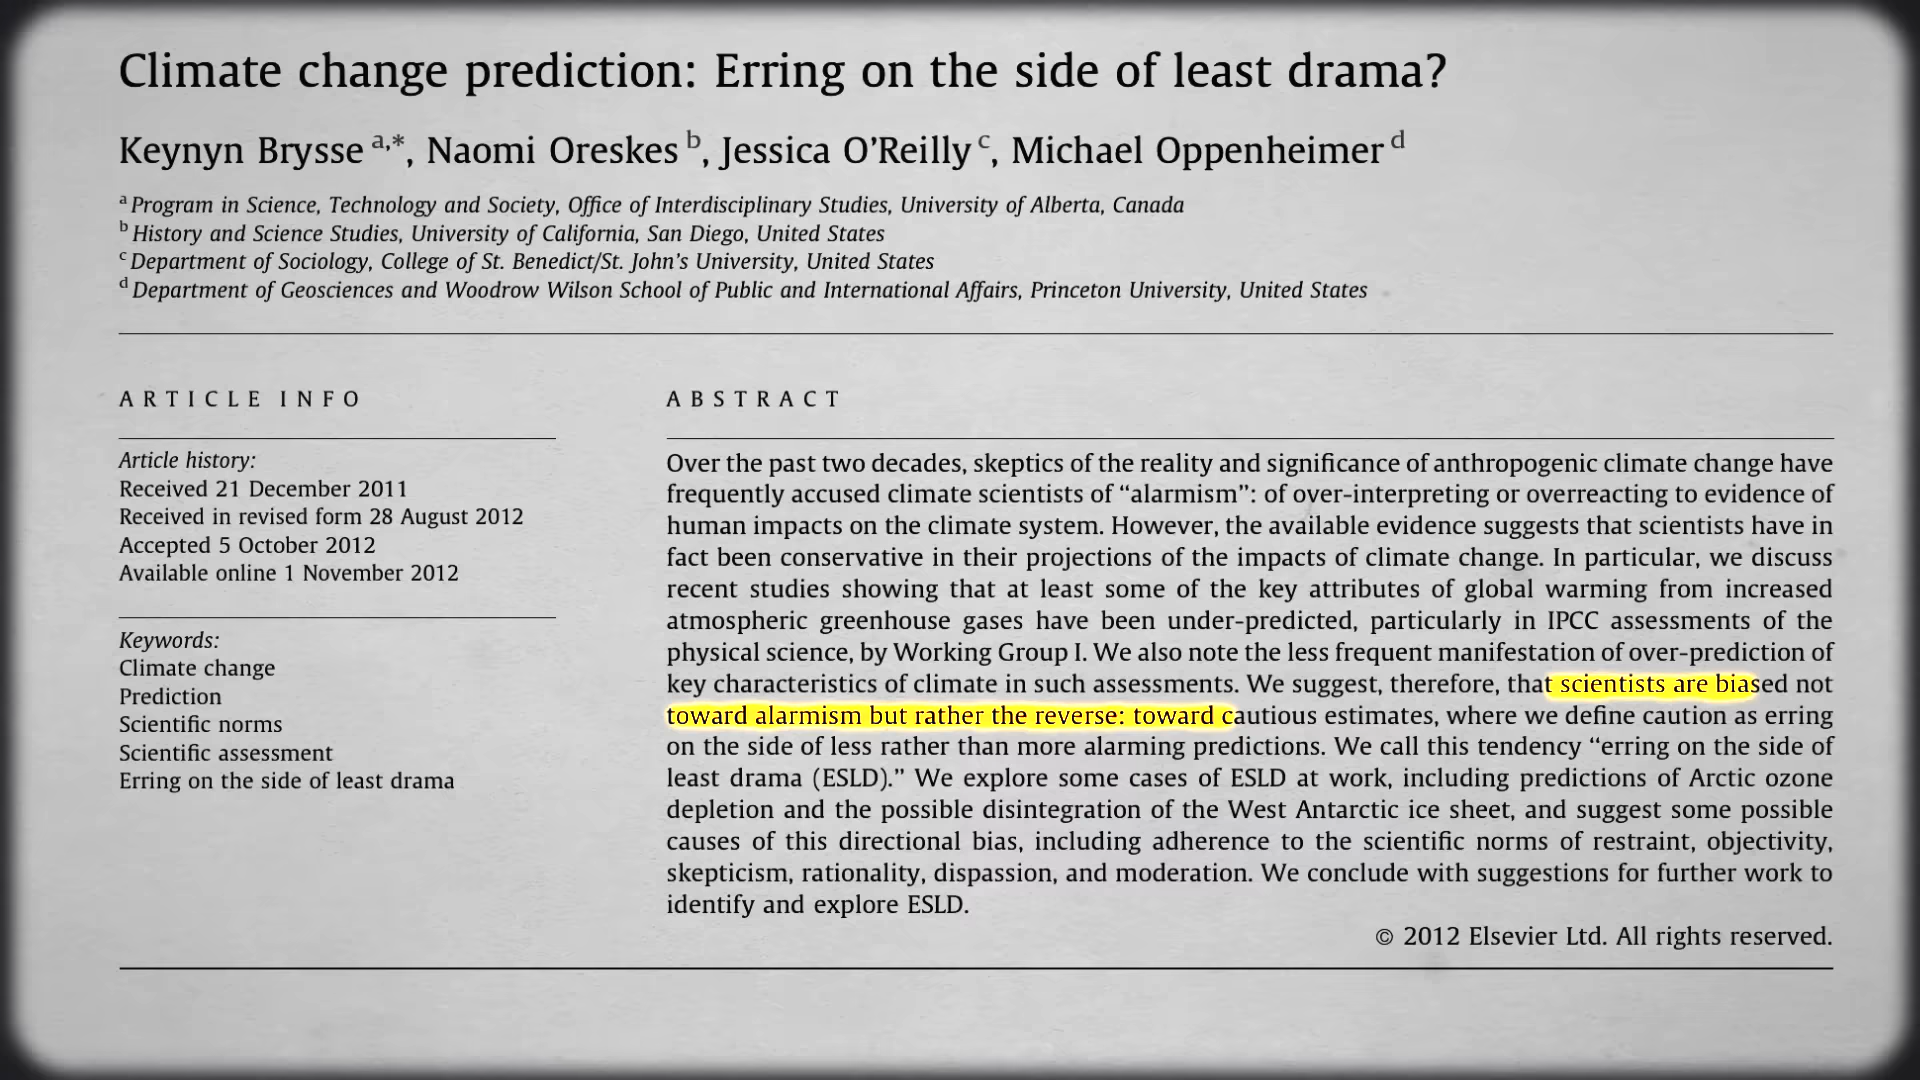 Climate change prediction: Erring on the side of least drama?
Keynyn Brysse a,*, Naomi Oreskes b, Jessica O’Reilly c, Michael Oppenheimer d
a Program in Science, Technology and Society, Office of Interdisciplinary Studies, University of Alberta, Canada
b History and Science Studies, University of California, San Diego, United States
c Department of Sociology, College of St. Benedict/St. John’s University, United States
d Department of Geosciences and Woodrow Wilson School of Public and International Affairs, Princeton University, United States
ARTICLE INFO
Article history:
Received 21 December 2011
Received in revised form 28 August 2012
Accepted 5 October 2012
Available online 1 November 2012
Keywords:
Climate change
Prediction
Scientific norms
Scientific assessment
Erring on the side of least drama
ABSTRACT
Over the past two decades, skeptics of the reality and significance of anthropogenic climate change have
frequently accused climate scientists of “alarmism”: of over-interpreting or overreacting to evidence of
human impacts on the climate system. However, the available evidence suggests that scientists have in
fact been conservative in their projections of the impacts of climate change. In particular, we discuss
recent studies showing that at least some of the key attributes of global warming from increased
atmospheric greenhouse gases have been under-predicted, particularly in IPCC assessments of the
physical science, by Working Group I. We also note the less frequent manifestation of over-prediction of
key characteristics of climate in such assessments. We suggest, therefore, that scientists are biased not
toward alarmism but rather the reverse: toward cautious estimates, where we define caution as erring
on the side of less rather than more alarming predictions. We call this tendency “erring on the side of
least drama (ESLD).” We explore some cases of ESLD at work, including predictions of Arctic ozone
depletion and the possible disintegration of the West Antarctic ice sheet, and suggest some possible
causes of this directional bias, including adherence to the scientific norms of restraint, objectivity,
skepticism, rationality, dispassion, and moderation. We conclude with suggestions for further work to
identify and explore ESLD.
© 2012 Elsevier Ltd. All rights reserved.